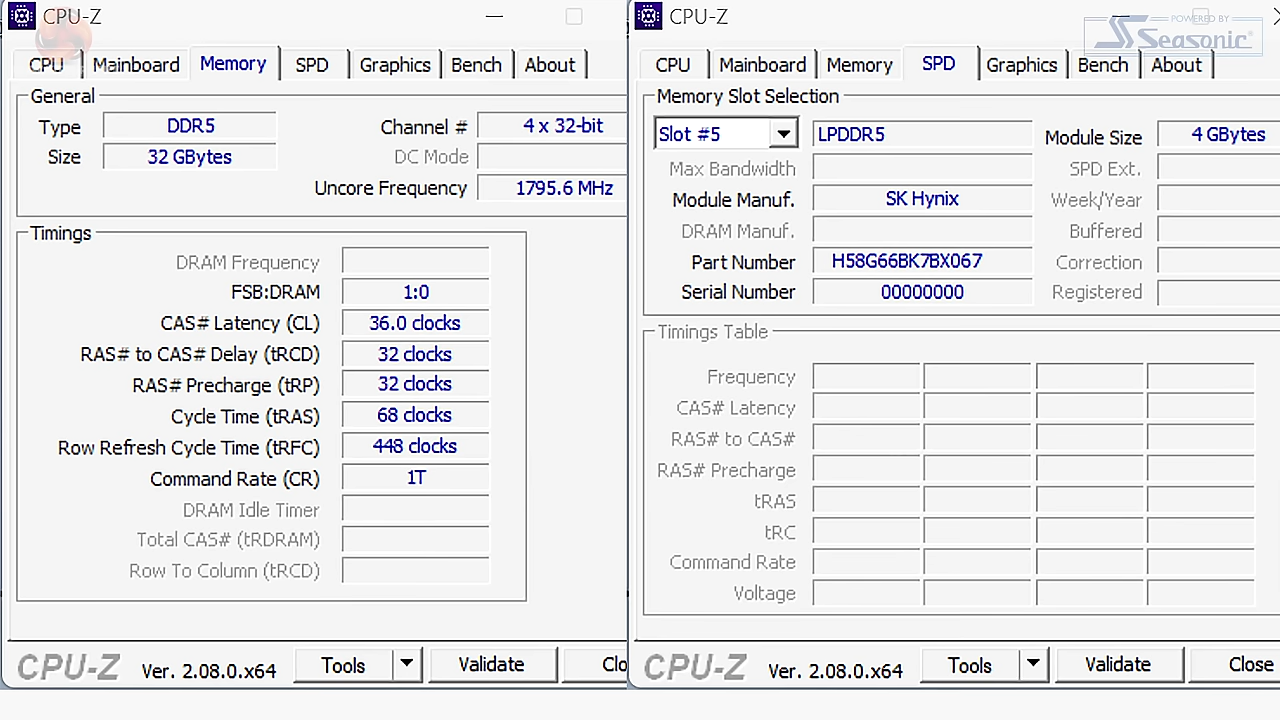 CPU-Z
CPU Mainboard Memory SPD Graphics Bench About
General
Type DDR5 Channel # 4 x 32-bit
Size 32 GBytes DC Mode
Uncore Frequency 1795.6 MHz
Timings
DRAM Frequency
FSB:DRAM 1:0
CAS# Latency (CL) 36.0 clocks
RAS# to CAS# Delay (tRCD) 32 clocks
RAS# Precharge (tRP) 32 clocks
Cycle Time (tRAS) 68 clocks
Row Refresh Cycle Time (tRFC) 448 clocks
Command Rate (CR) 1T
DRAM Idle Timer
Total CAS# (tRDRAM)
Row To Column (tRCD)
CPU-Z Ver. 2.08.0.x64 Tools Validate Clo
CPU-Z
POWERED BY
Seasonic®
CPU Mainboard Memory SPD Graphics Bench About
Memory Slot Selection
Slot #5 LPDDR5 Module Size 4 GBytes
Max Bandwidth SPD Ext.
Module Manuf. SK Hynix Week/Year
DRAM Manuf. Buffered
Part Number H58G66BK7BX067 Correction
Serial Number 00000000 Registered
Timings Table
Frequency
CAS# Latency
RAS# to CAS#
RAS# Precharge
tRAS
tRC
Command Rate
Voltage
CPU-Z Ver. 2.08.0.x64 Tools Validate Close